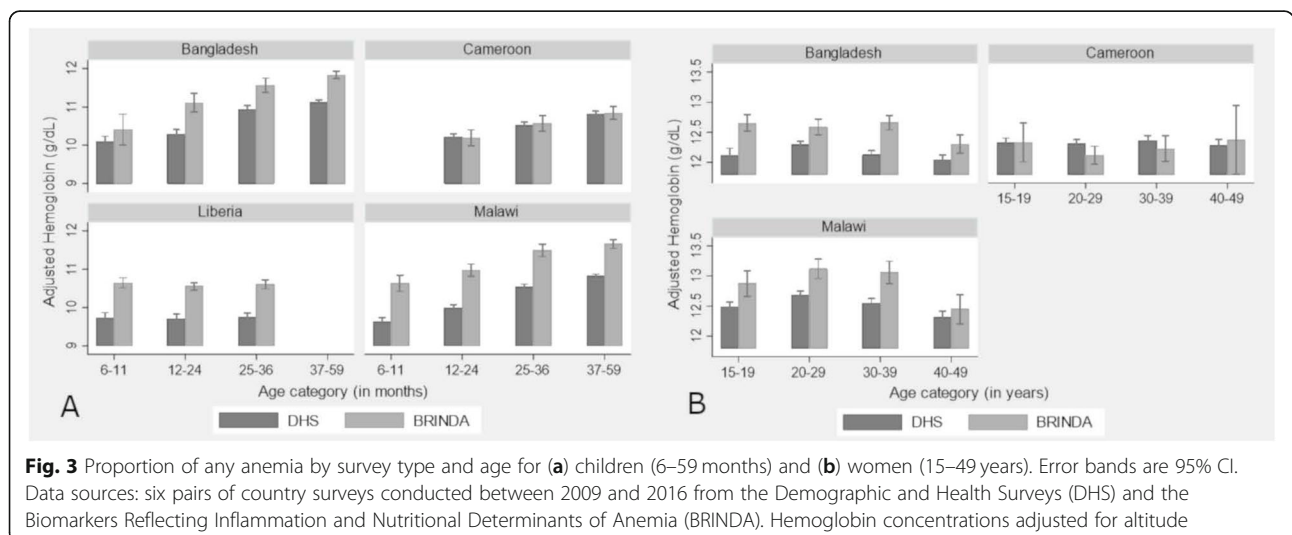 Bangladesh
Cameroon
Liberia
Malawi
Adjusted Hemoglobin (g/dL)
12
11
10
9
12
11
10
9
6-11 12-24 25-36 37-59
6-11 12-24 25-36 37-59
Age category (in months)
A
DHS BRINDA
Bangladesh
Cameroon
Malawi
Adjusted Hemoglobin (g/dL)
13.5
13
12.5
12
13.5
13
12.5
12
15-19 20-29 30-39 40-49
15-19 20-29 30-39 40-49
Age category (in years)
B
DHS BRINDA
Fig. 3 Proportion of any anemia by survey type and age for (a) children (6–59 months) and (b) women (15–49 years). Error bands are 95% CI.
Data sources: six pairs of country surveys conducted between 2009 and 2016 from the Demographic and Health Surveys (DHS) and the
Biomarkers Reflecting Inflammation and Nutritional Determinants of Anemia (BRINDA). Hemoglobin concentrations adjusted for altitude